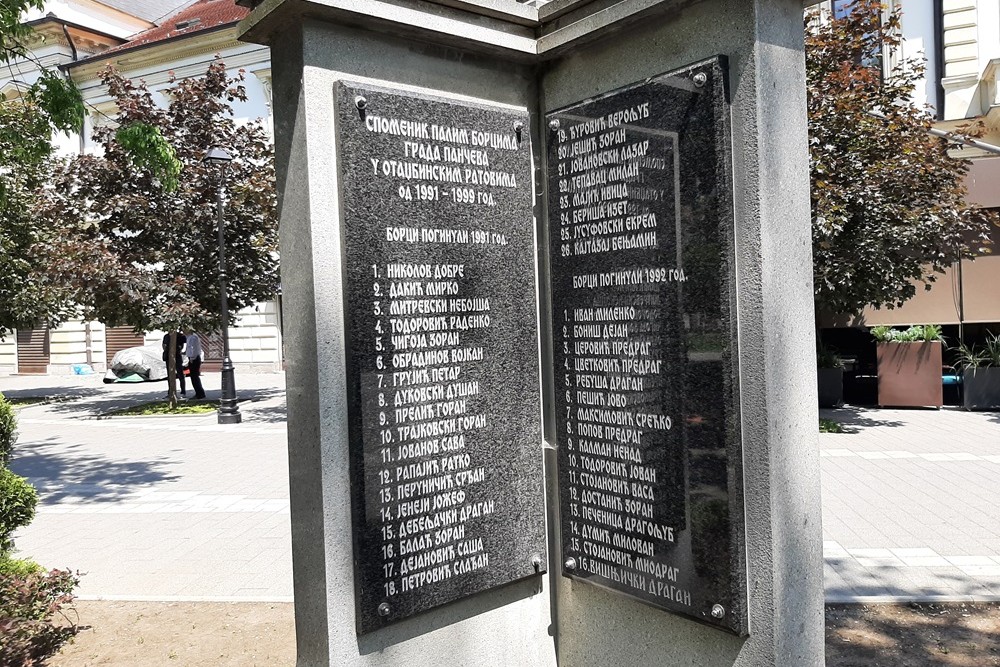 СПОМЕНИК ПАЛИМ БОРЦИМА
ГРАДА ПАНЧЕВА
У ОТАЏБИНСКИМ РАТОВИМА
ОД 1991 - 1999 ГОД.
БОРЦИ ПОГИНУЛИ 1991 ГОД.
1. НИКОЛОВ ДОБРЕ
2. ДАКИЋ МИРКО
3. МИТРЕВСКИ НЕБОЈША
4. ТОДОРОВИЋ РАДЕНКО
5. ЧИГОЈА ЗОРАН
6. ОБРАДИНОВ ВОЈКАН
7. ГРУЈИЋ ПЕТАР
8. ДУКОВСКИ ДУШАН
9. ПРЕЛИЋ ГОРАН
10. ТРАЈКОВСКИ ГОРАН
11. ЈОВАНОВ САВА
12. РАПАЈИЋ РАТКО
13. ПЕРУНИЧИЋ СРЂАН
14. ЈЕНЕЈИ ЈОЖЕФ
15. ДЕБЕЉАЧКИ ДРАГАН
16. БАЛАЋ ЗОРАН
17. ДЕЈАНОВИЋ САША
18. ПЕТРОВИЋ СЛАЂАН
19. ЂУРОВИЋ ВЕРОЉУБ
20. ЈЕШИЋ ЗОРАН
21. ЈОВАНОВСКИ ЛАЗАР
22. ТЕПАВАЦ МИЛАН
23. МАЈИЋ ИВИЦА
24. БЕРИША ИЗЕТ
25. ЈУСУФОВСКИ ЕКРЕМ
26. КАЈТАЗАЈ БЕЊАМИН
БОРЦИ ПОГИНУЛИ 1992 ГОД.
1. ИВАН МИЛЕНКО
2. БОНИШ ДЕЈАН
3. ЦЕРОВИЋ ПРЕДРАГ
4. ЦВЕТКОВИЋ ПРЕДРАГ
5. РЕБУША ДРАГАН
6. ПЕШИЋ ЈОВО
7. МАКСИМОВИЋ СРЕЋКО
8. ПОПОВ ПРЕДРАГ
9. КАЛМАН НЕНАД
10. ТОДОРОВИЋ ЈОВАН
11. СТОЈАНОВИЋ ВАСА
12. ДОСТАНИЋ ЗОРАН
13. ПЕЧЕНИЦА ДРАГОЉУБ
14. ДУМИЋ МИЛОВАН
15. СТОЈАНОВИЋ МИОДРАГ
16. ВИШЊИЧКИ ДРАГАН